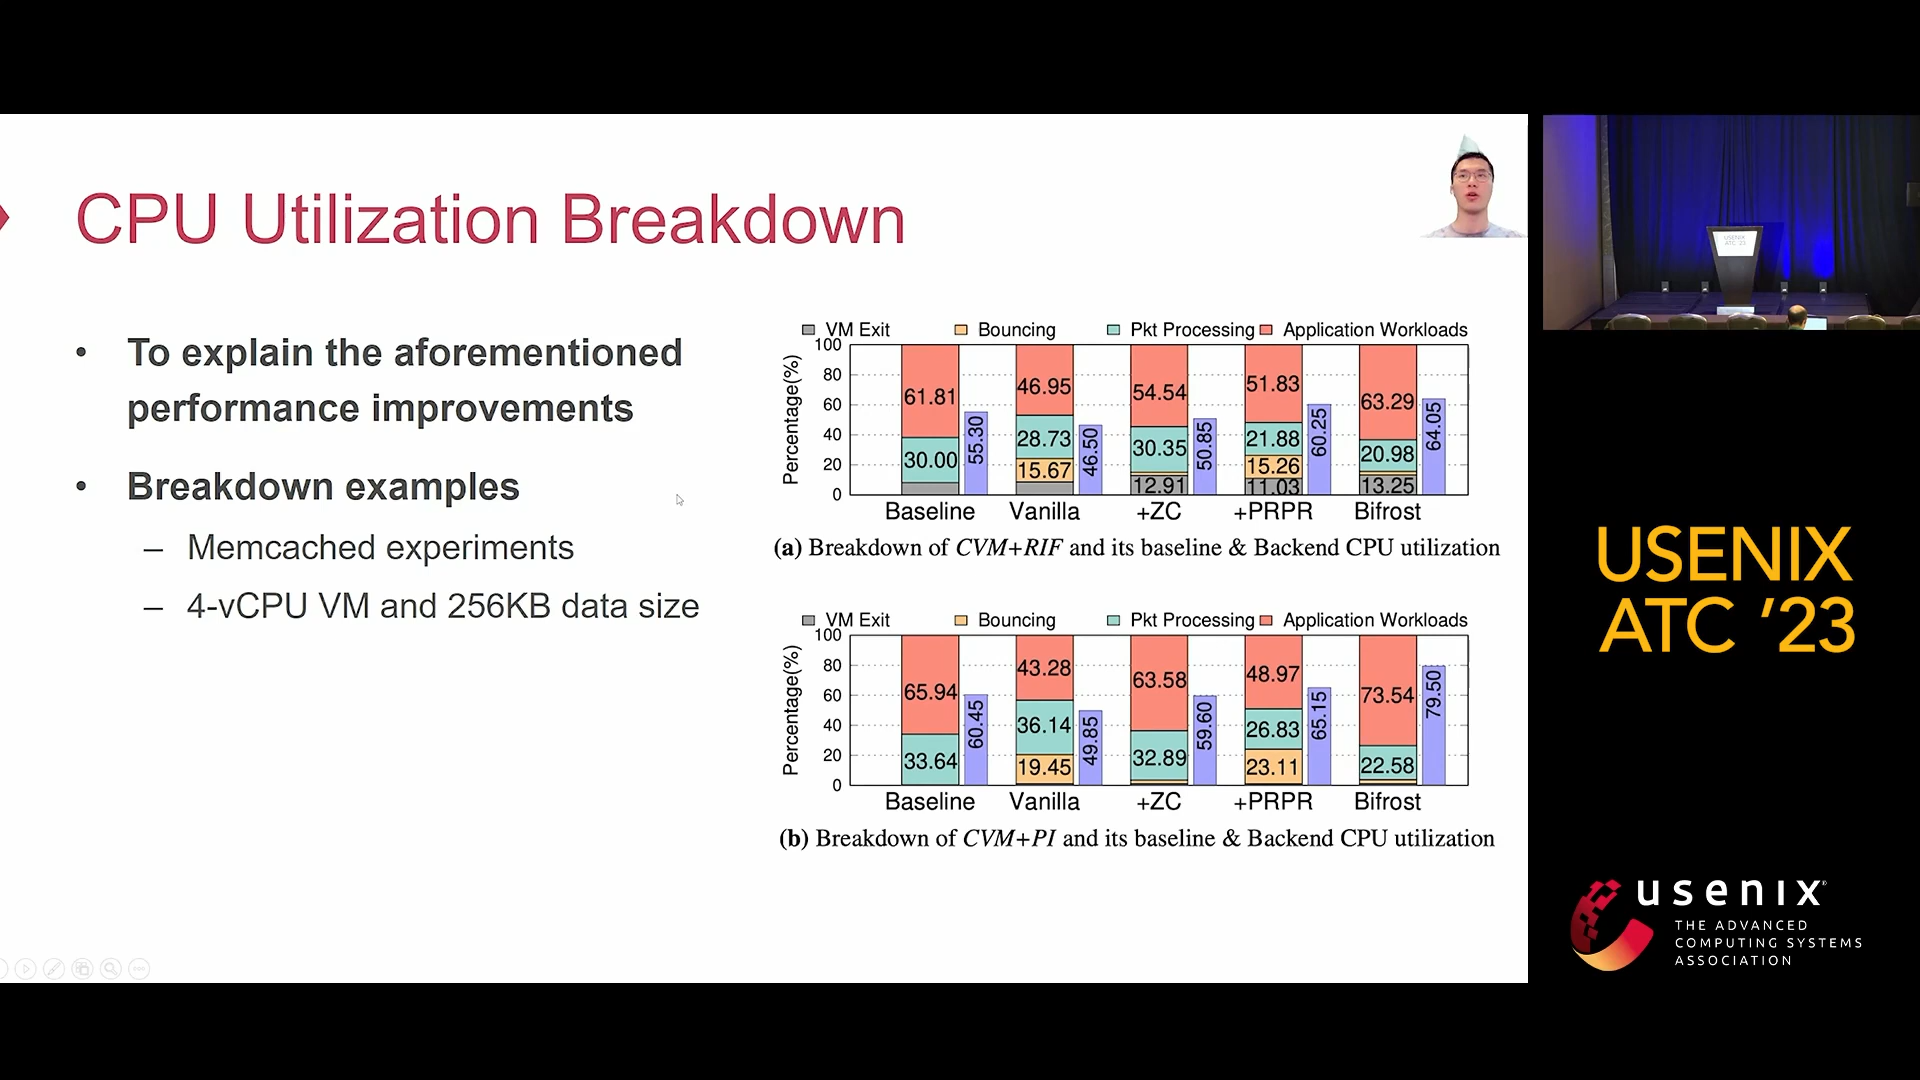 CPU Utilization Breakdown
• To explain the aforementioned
performance improvements
• Breakdown examples
– Memcached experiments
– 4-vCPU VM and 256KB data size
VM Exit Bouncing Pkt Processing Application Workloads
Percentage(%)
100
80
60
40
20
0
61.81
30.00
55.30
46.95
28.73
15.67
46.50
54.54
30.35
12.91
50.85
51.83
21.88
15.26
11.03
60.25
63.29
20.98
13.25
64.05
Baseline Vanilla +ZC +PRPR Bifrost
(a) Breakdown of CVM+RIF and its baseline & Backend CPU utilization
VM Exit Bouncing Pkt Processing Application Workloads
Percentage(%)
100
80
60
40
20
0
65.94
33.64
60.45
43.28
36.14
19.45
49.85
63.58
32.89
59.60
48.97
26.83
23.11
65.15
73.54
22.58
79.50
Baseline Vanilla +ZC +PRPR Bifrost
(b) Breakdown of CVM+PI and its baseline & Backend CPU utilization
USENIX
ATC '23
USENIX
ATC '23
usenix
THE ADVANCED
COMPUTING SYSTEMS
ASSOCIATION